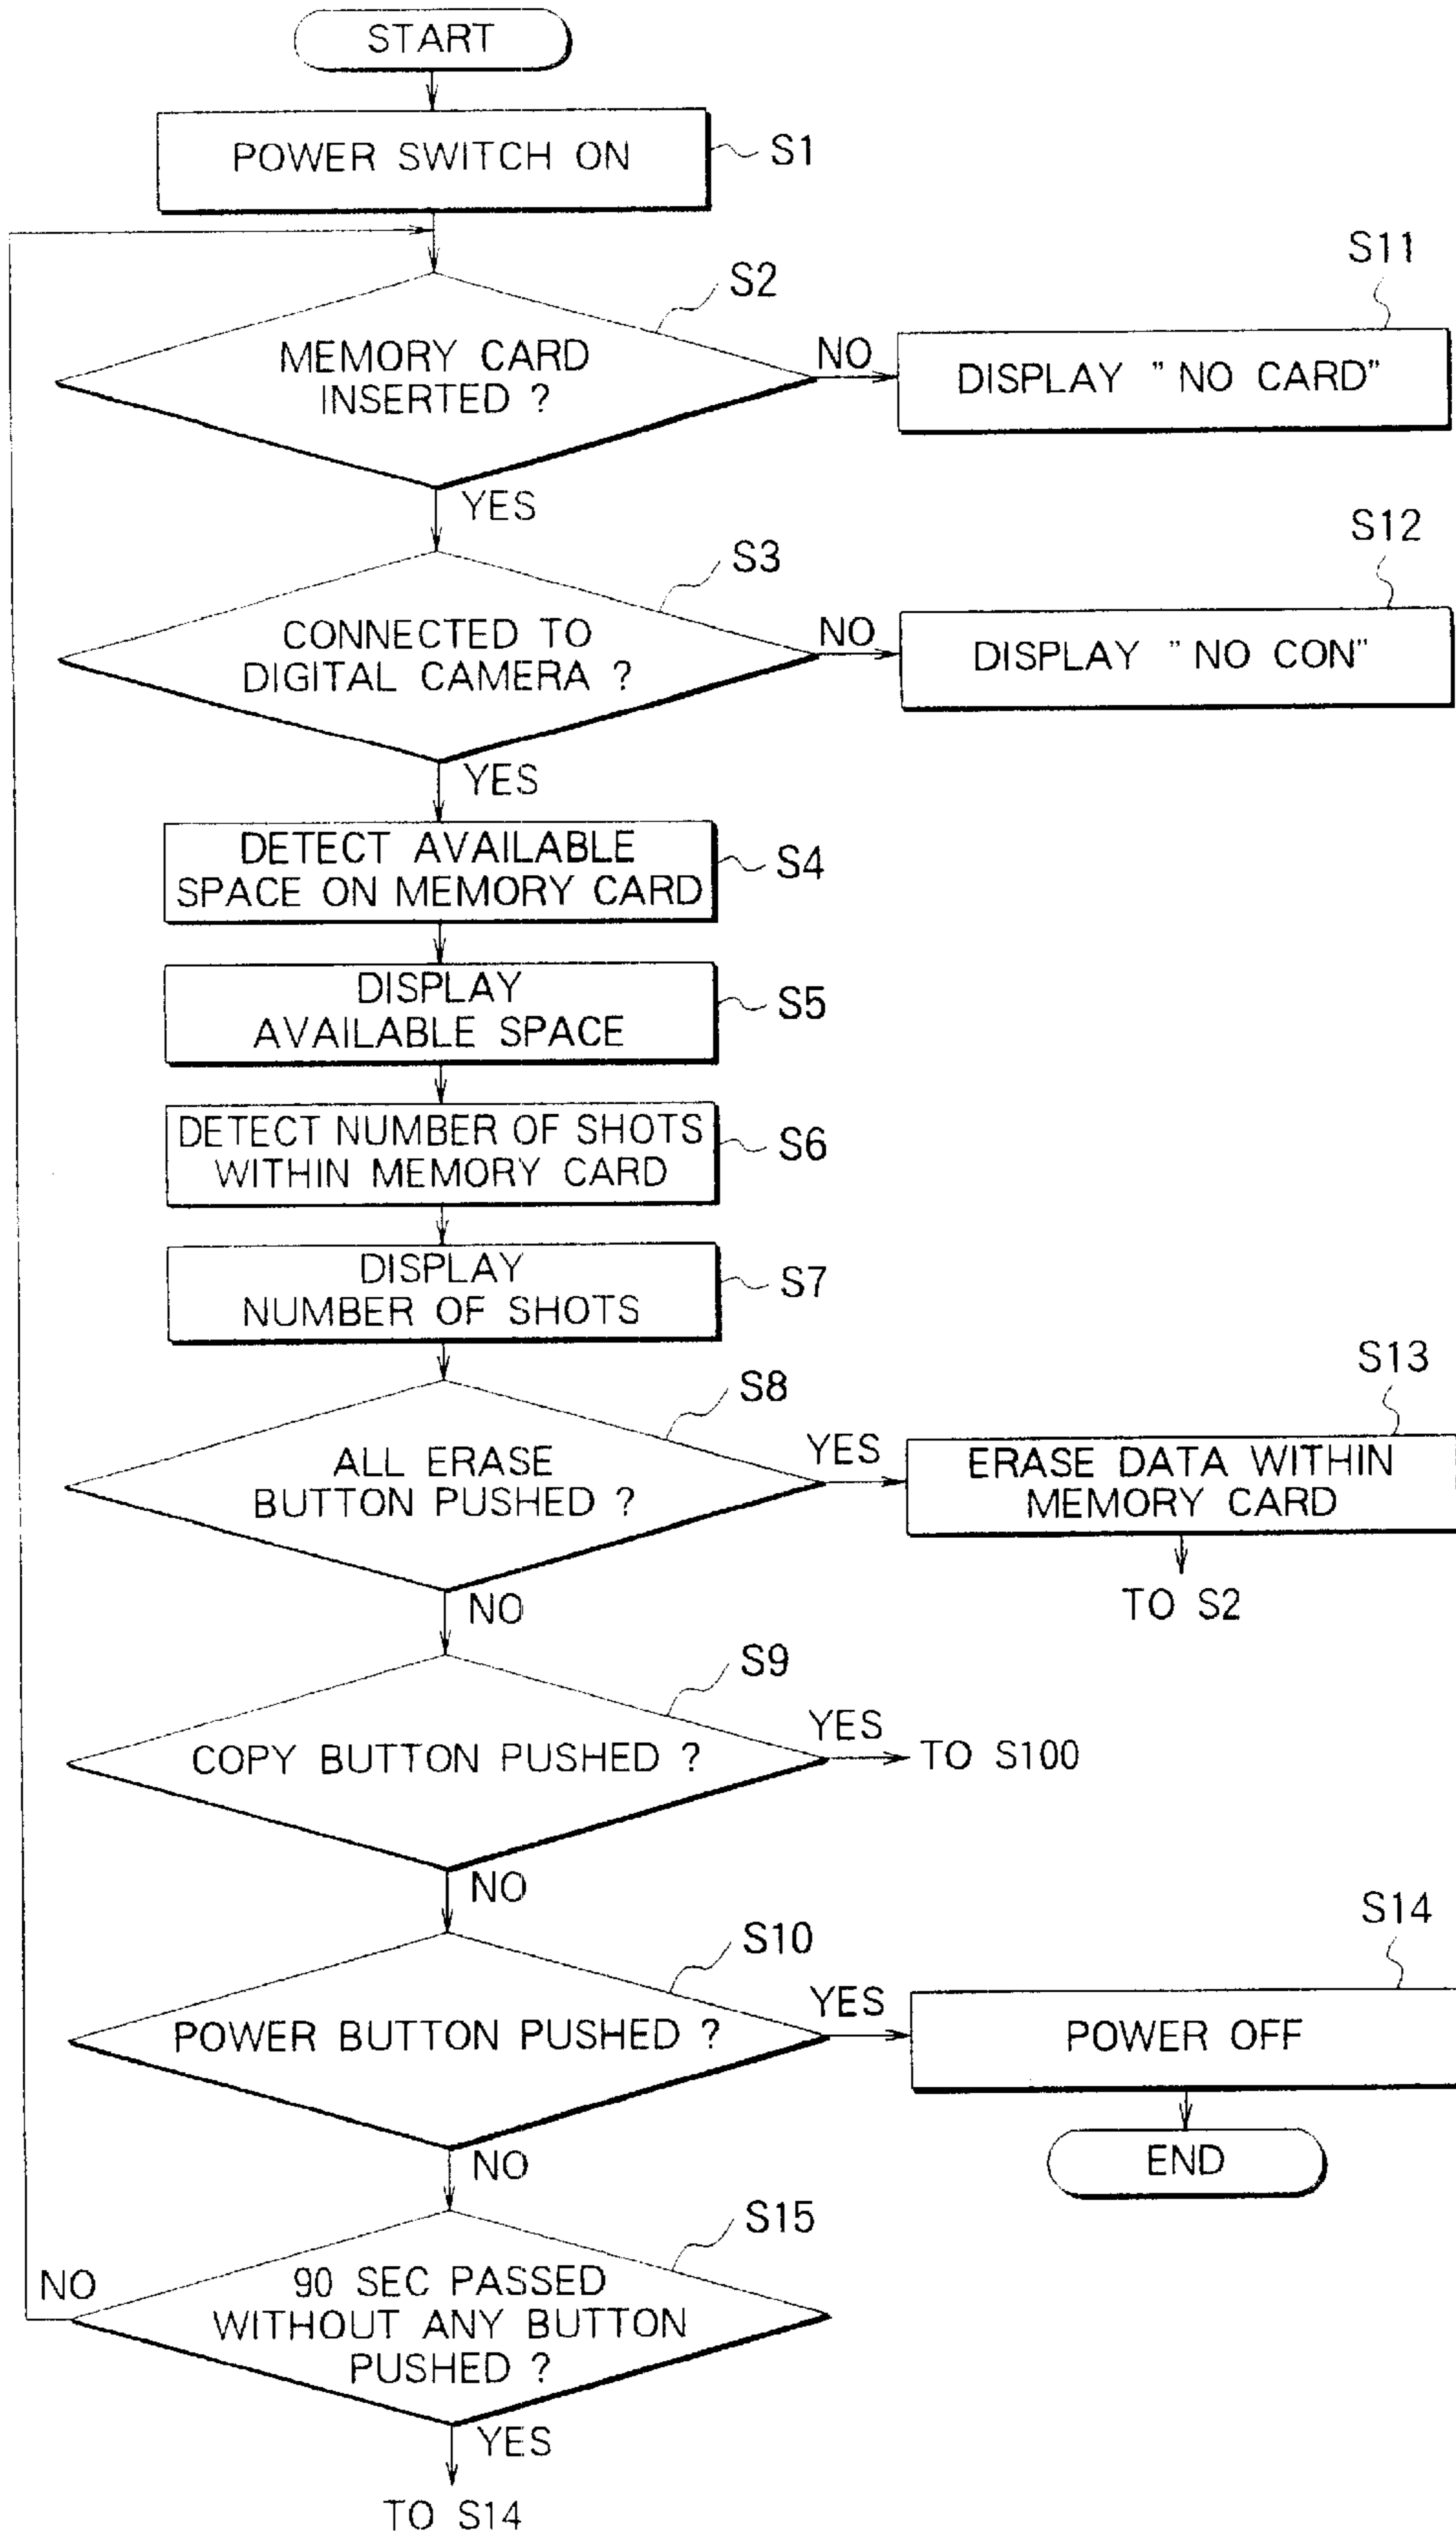 START
POWER SWITCH ON
S1
S2
MEMORY CARD
INSERTED ?
NO
S11
DISPLAY " NO CARD"
YES
S3
CONNECTED TO
DIGITAL CAMERA ?
NO
S12
DISPLAY " NO CON"
YES
DETECT AVAILABLE
SPACE ON MEMORY CARD
S4
DISPLAY
AVAILABLE SPACE
S5
DETECT NUMBER OF SHOTS
WITHIN MEMORY CARD
S6
DISPLAY
NUMBER OF SHOTS
S7
S8
ALL ERASE
BUTTON PUSHED ?
YES
S13
ERASE DATA WITHIN
MEMORY CARD
TO S2
NO
S9
COPY BUTTON PUSHED ?
YES
TO S100
NO
S10
POWER BUTTON PUSHED ?
YES
S14
POWER OFF
END
NO
S15
90 SEC PASSED
WITHOUT ANY BUTTON
PUSHED ?
NO
YES
TO S14